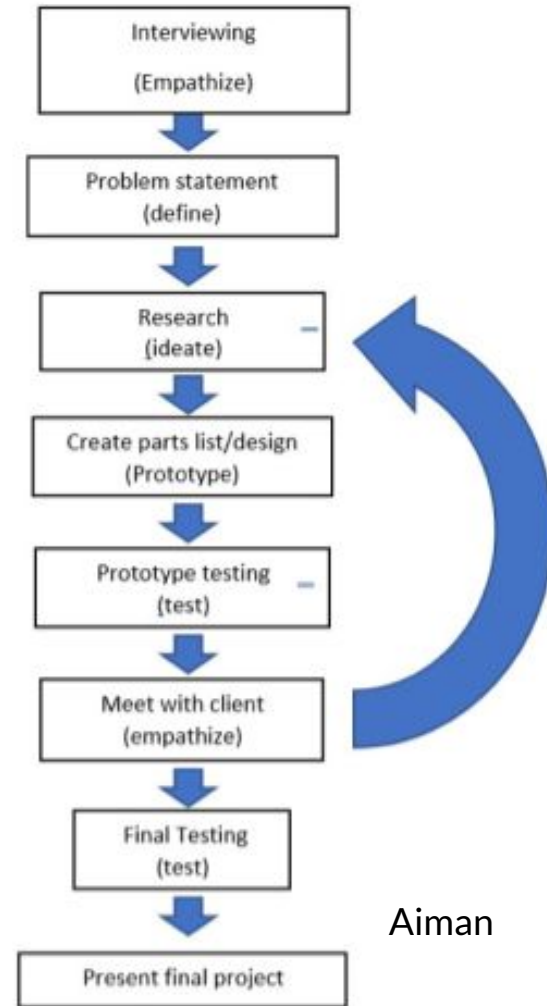 Interviewing
(Empathize)
Problem statement
(define)
Research
(ideate)
Create parts list/design
(Prototype)
Prototype testing
(test)
Meet with client
(empathize)
Final Testing
(test)
Aiman
Present final project